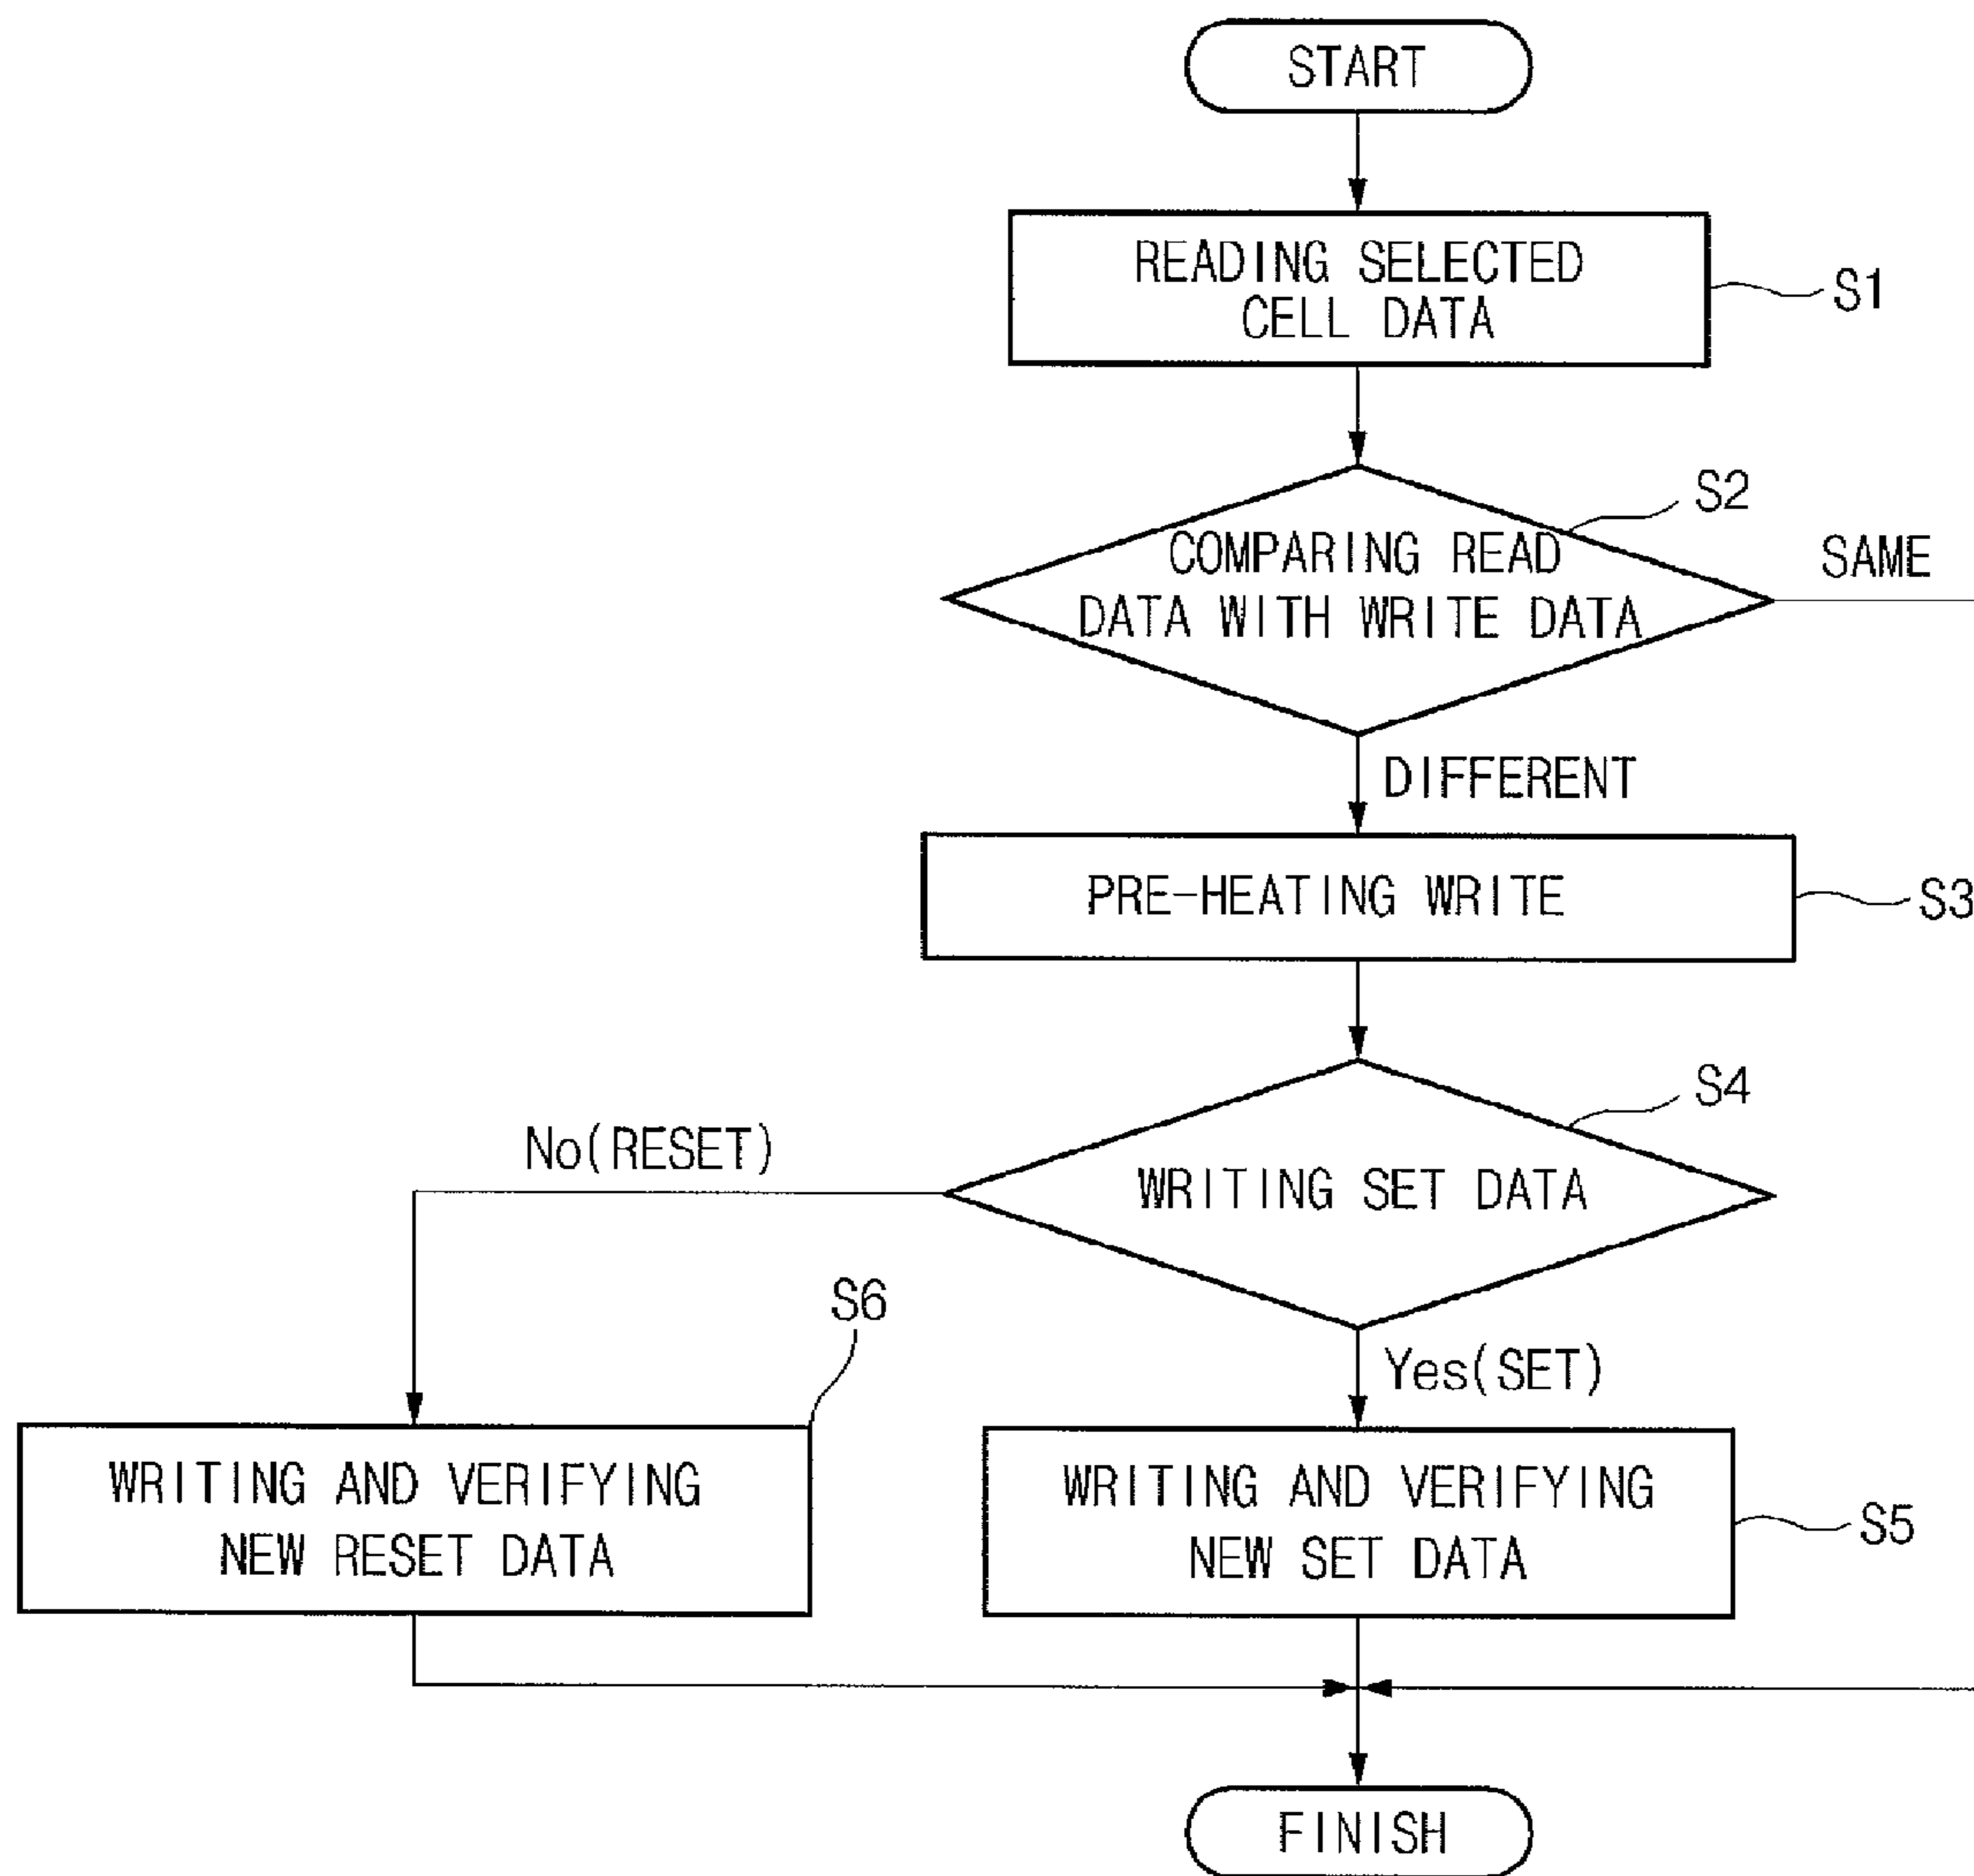 START
READING SELECTED
CELL DATA
S1
S2
COMPARING READ
DATA WITH WRITE DATA
SAME
DIFFERENT
PRE-HEATING WRITE
S3
S4
No(RESET)
WRITING SET DATA
S6
Yes(SET)
WRITING AND VERIFYING
NEW RESET DATA
WRITING AND VERIFYING
NEW SET DATA
S5
FINISH